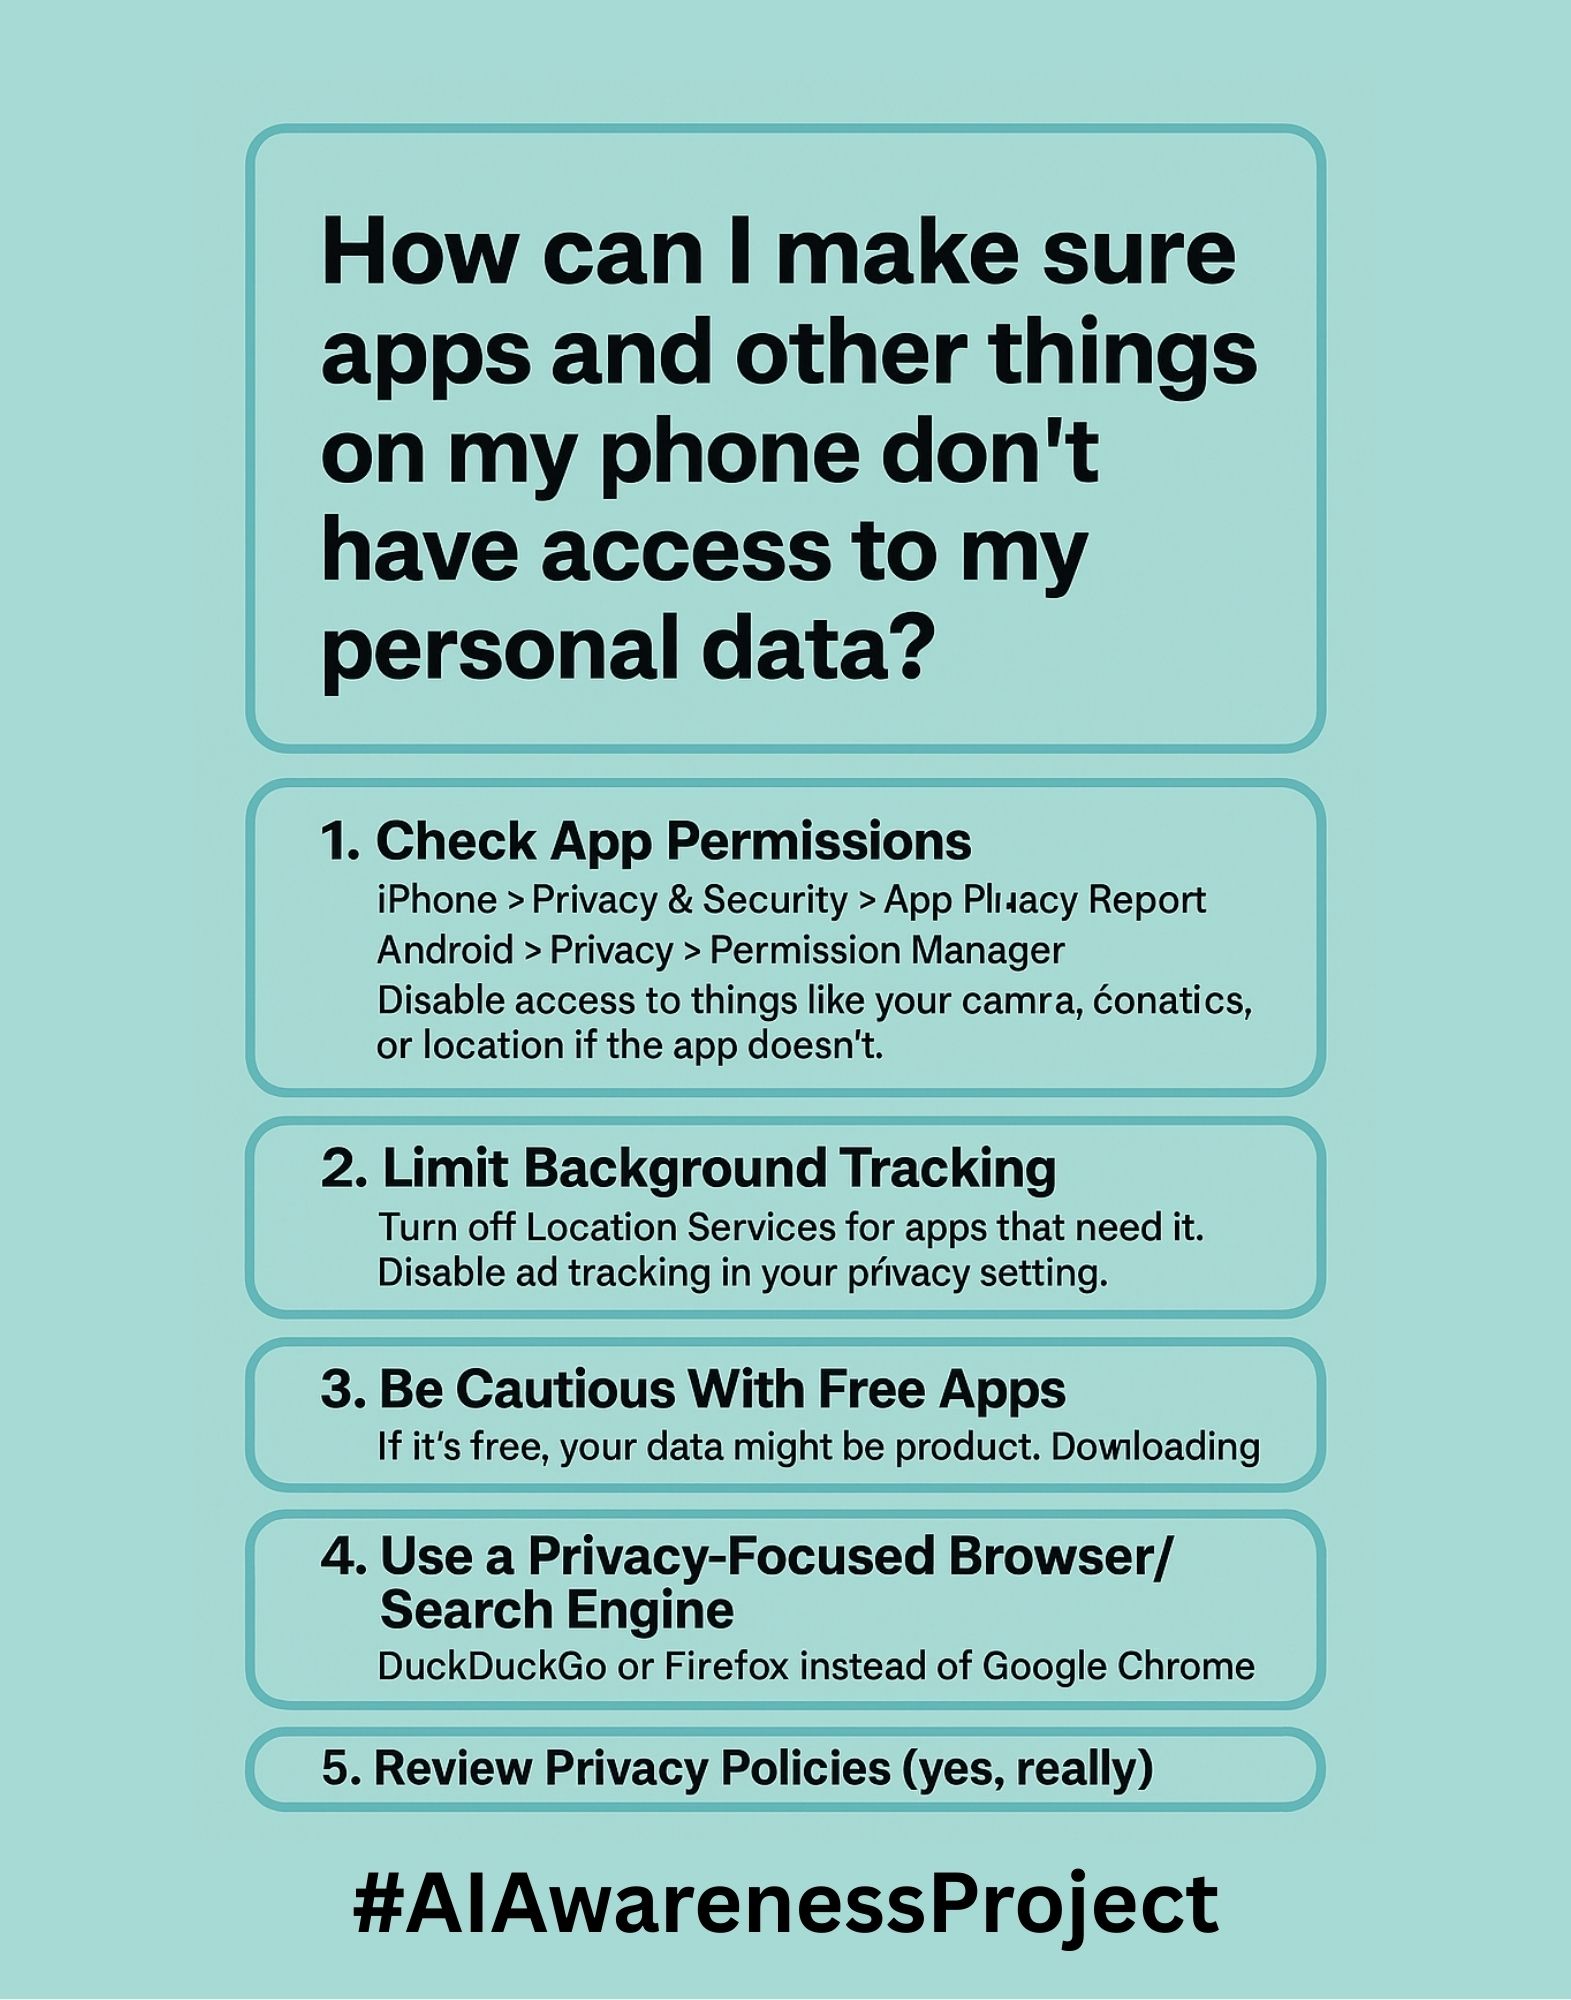 How can I make sure
apps and other things
on my phone don't
have access to my
personal data?
1. Check App Permissions
iPhone > Privacy & Security > App Report
Android > Privacy > Permission Manager
Disable access to things like your camra, ćonatics,
or location if the app doesn't.
2. Limit Background Tracking
Turn off Location Services for apps that need it.
Disable ad tracking in your pŕivacy setting.
3. Be Cautious With Free Apps
If it's free, your data might be product. Downloading
4. Use a Privacy-Focused Browser/
Search Engine
DuckDuckGo or Firefox instead of Google Chrome
5. Review Privacy Policies (yes, really)
#AIAwarenessProject